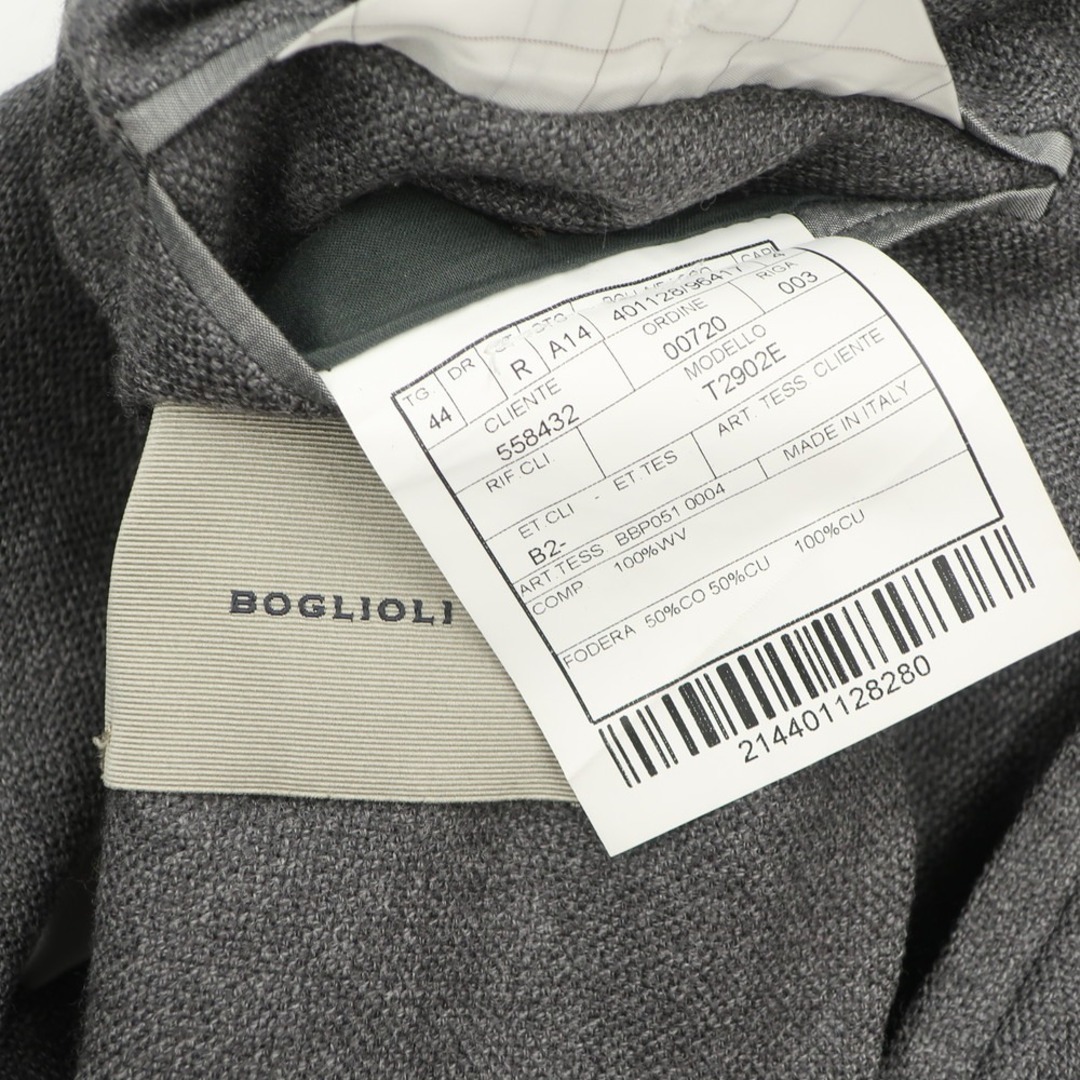 BOGLIOLI
TG DR CAR
44 R A14 401128/96417
CLIENTE ORDINE RIGA
558432 00720 003
RIF.CLI MODELLO
T2902E
ET CLI - ET.TES ART. TESS CLIENTE
B2-
ART.TESS BBP051 0004 MADE IN ITALY
COMP 100%WV
FODERA 50%CO 50%CU 100%CU
214401128280